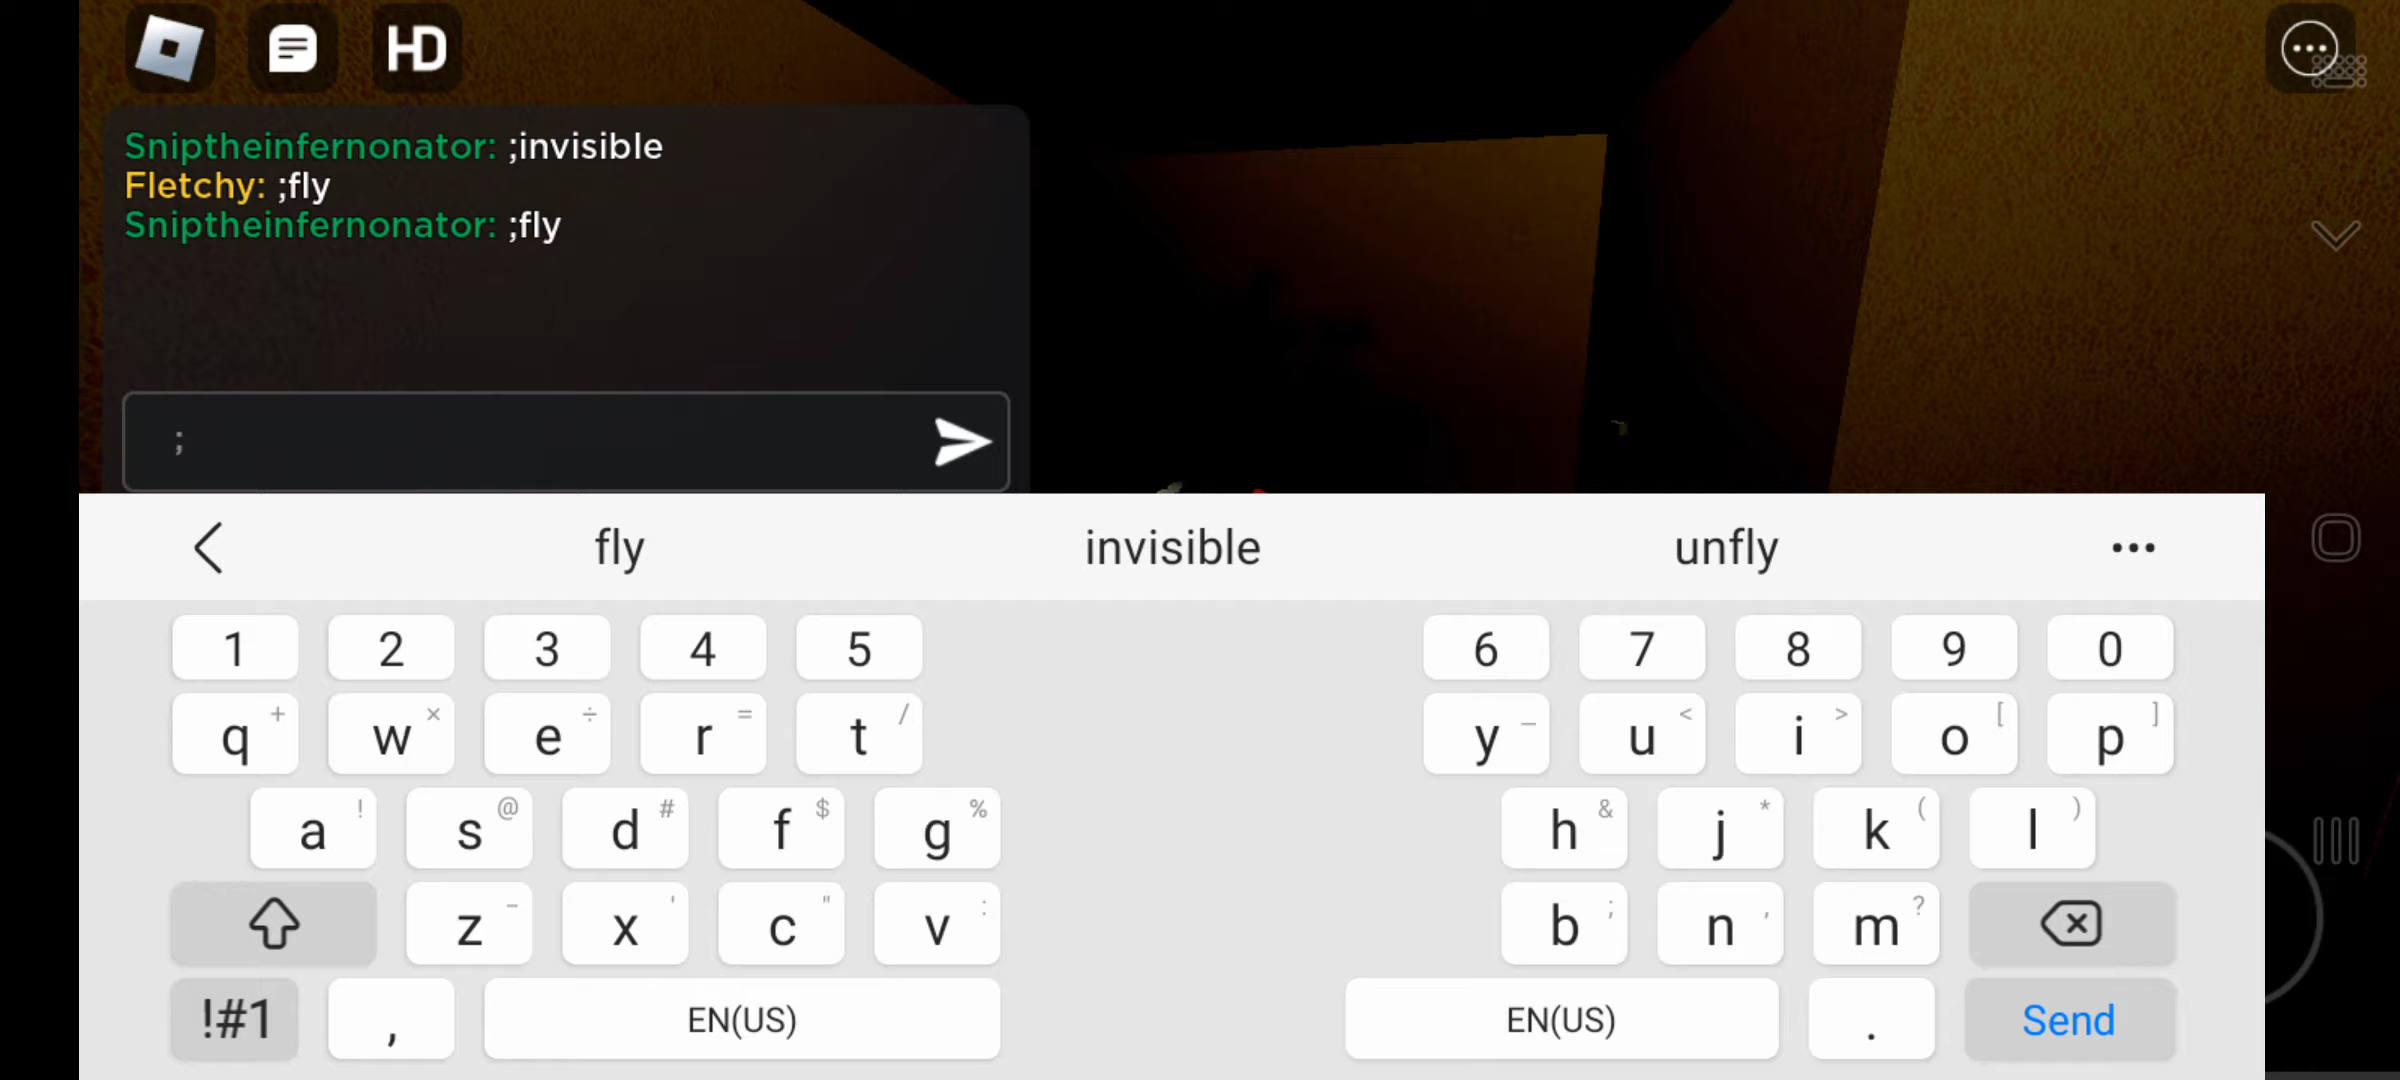 HD
Sniptheinfernonator: ;invisible
Fletchy: ;fly
Sniptheinfernonator: ;fly
;
fly invisible unfly
1 2 3 4 5 6 7 8 9 0
q + w × e ÷ r = t / y _ u < i > o [ p ]
a ! s @ d # f $ g % h & j * k ( l )
z - x ' c " v : b ; n , m ?
!#1 , EN(US) EN(US) . Send